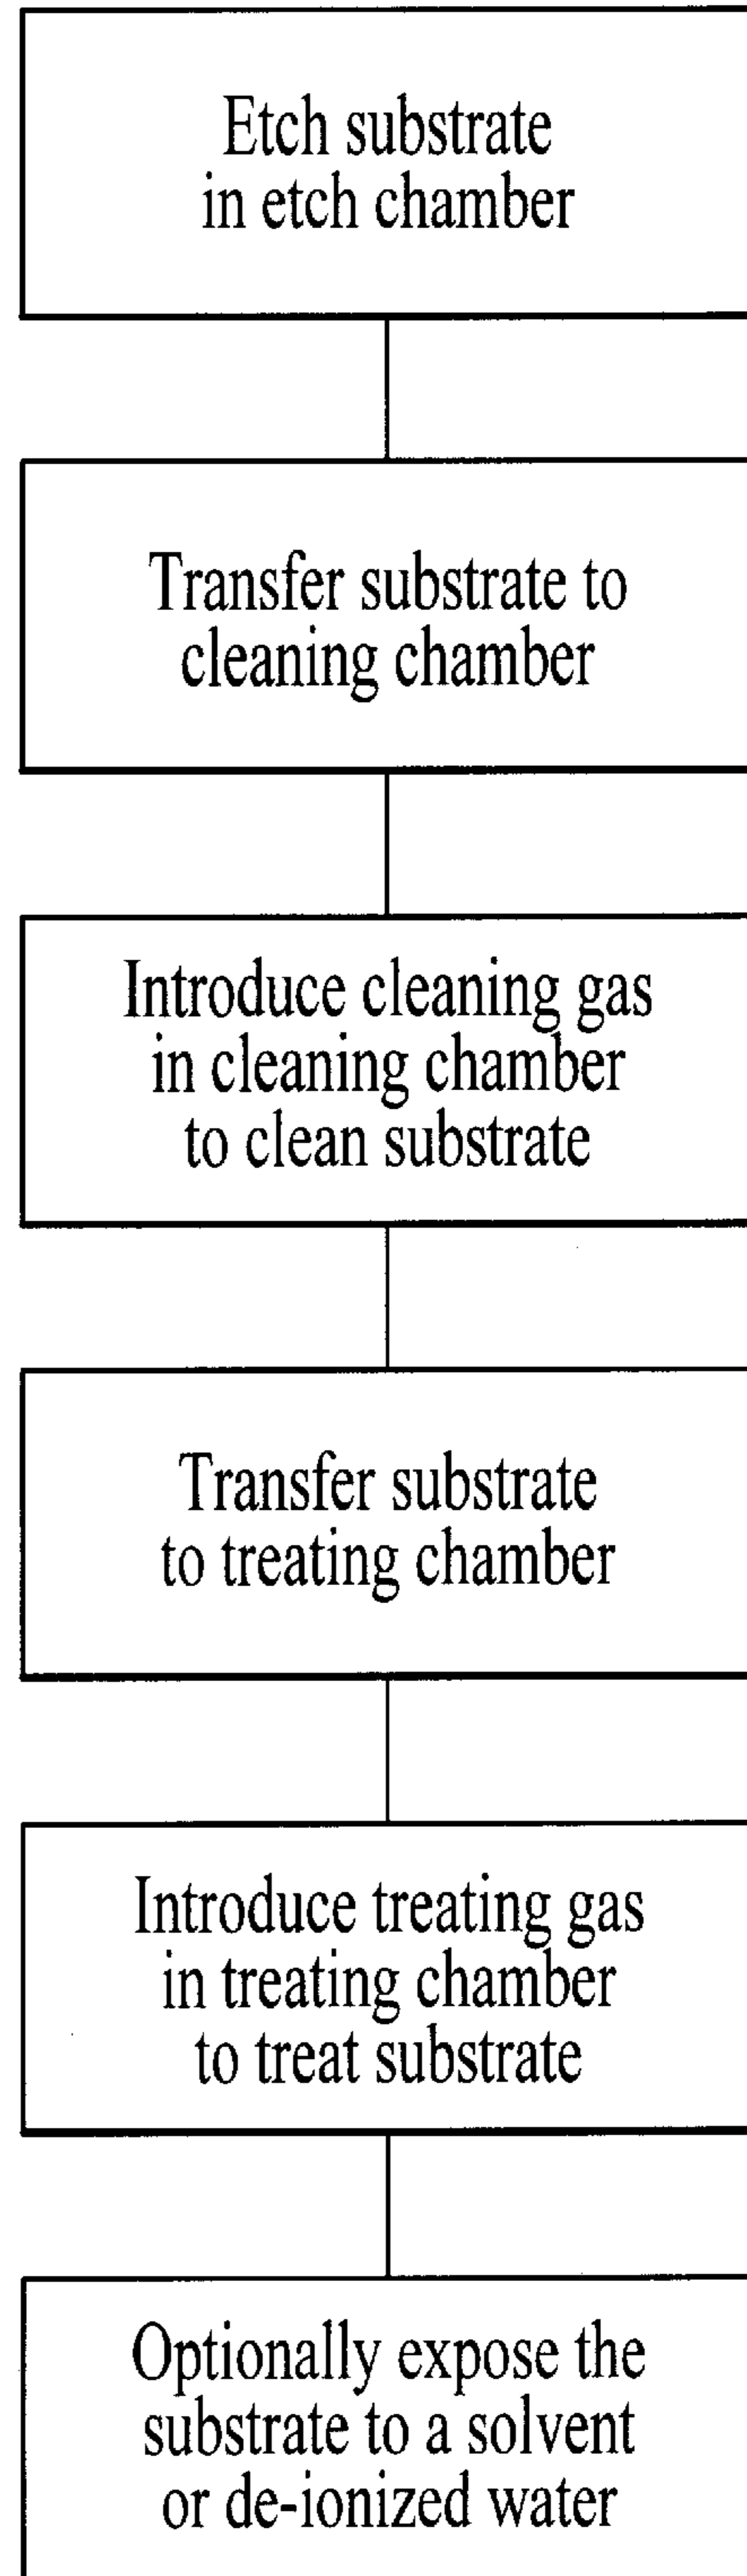 Etch substrate
in etch chamber
Transfer substrate to
cleaning chamber
Introduce cleaning gas
in cleaning chamber
to clean substrate
Transfer substrate
to treating chamber
Introduce treating gas
in treating chamber
to treat substrate
Optionally expose the
substrate to a solvent
or de-ionized water